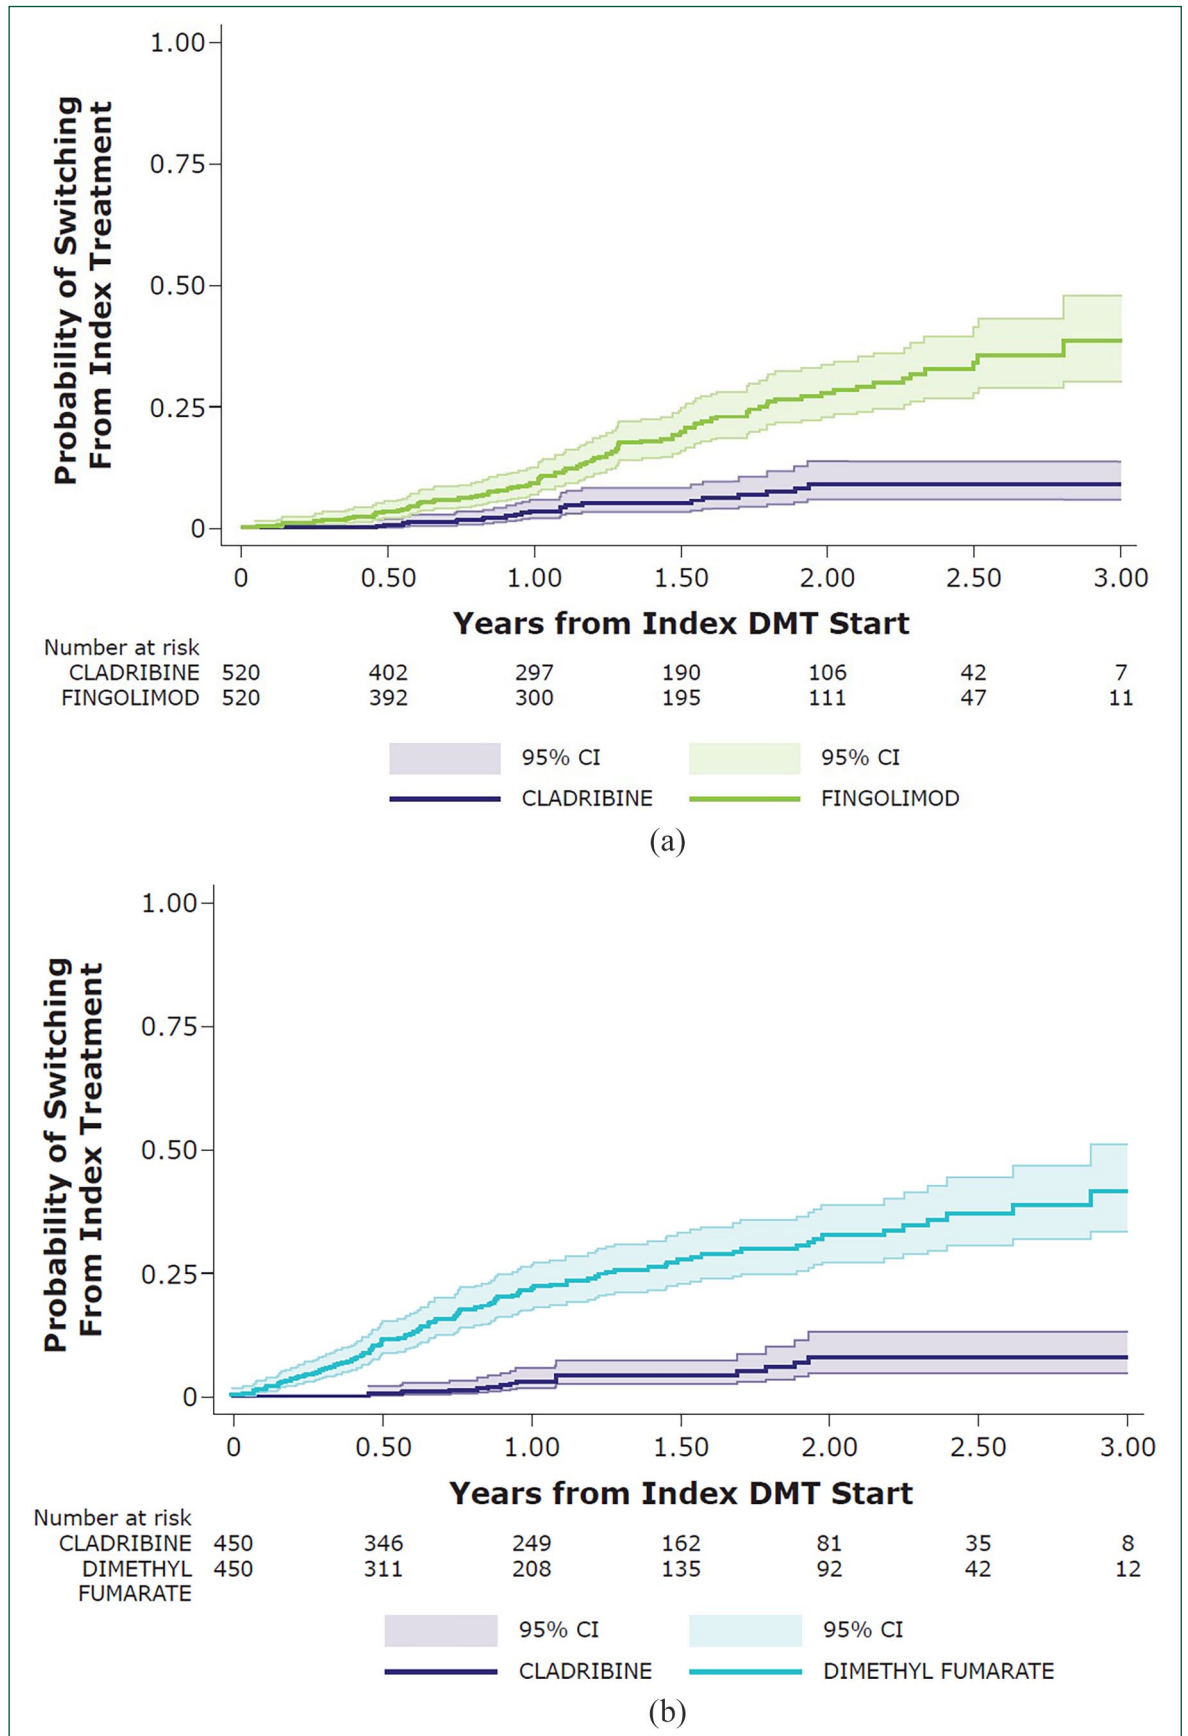 1.00
0.75
0.50
0.25
0
Probability of Switching
From Index Treatment
0 0.50 1.00 1.50 2.00 2.50 3.00
Years from Index DMT Start
Number at risk
CLADRIBINE 520 402 297 190 106 42 7
FINGOLIMOD 520 392 300 195 111 47 11
95% CI 95% CI
CLADRIBINE FINGOLIMOD
(a)
1.00
0.75
0.50
0.25
0
Probability of Switching
From Index Treatment
0 0.50 1.00 1.50 2.00 2.50 3.00
Years from Index DMT Start
Number at risk
CLADRIBINE 450 346 249 162 81 35 8
DIMETHYL 450 311 208 135 92 42 12
FUMARATE
95% CI 95% CI
CLADRIBINE DIMETHYL FUMARATE
(b)